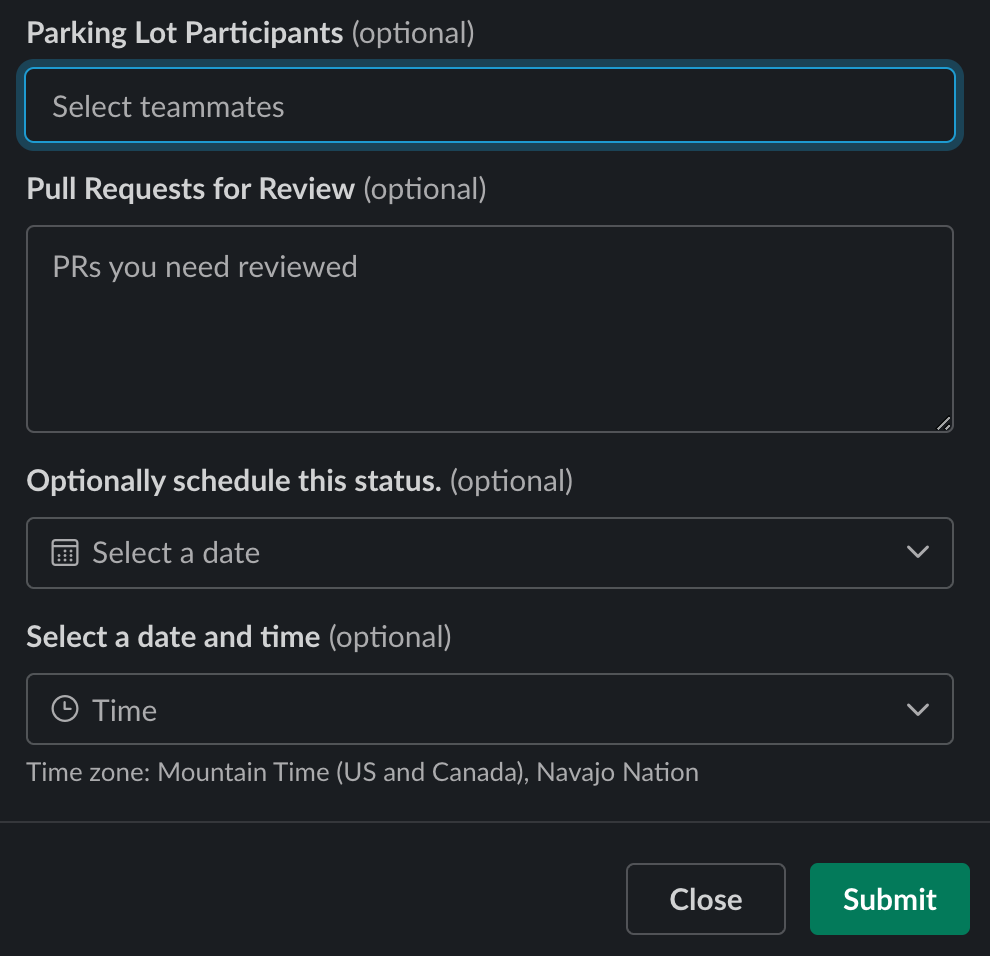 Parking Lot Participants (optional)
Select teammates
Pull Requests for Review (optional)
PRs you need reviewed
Optionally schedule this status. (optional)
Select a date
Select a date and time (optional)
Time
Time zone: Mountain Time (US and Canada), Navajo Nation
Close
Submit